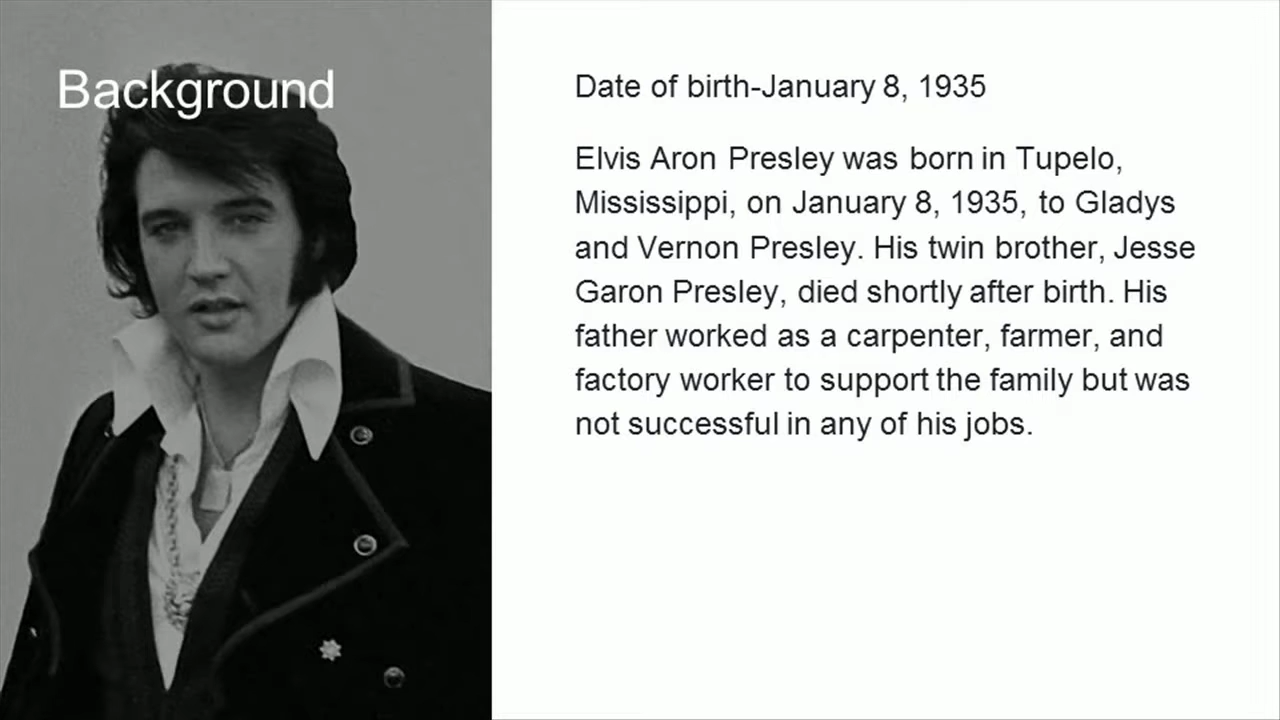 Background
Date of birth-January 8, 1935
Elvis Aron Presley was born in Tupelo,
Mississippi, on January 8, 1935, to Gladys
and Vernon Presley. His twin brother, Jesse
Garon Presley, died shortly after birth. His
father worked as a carpenter, farmer, and
factory worker to support the family but was
not successful in any of his jobs.